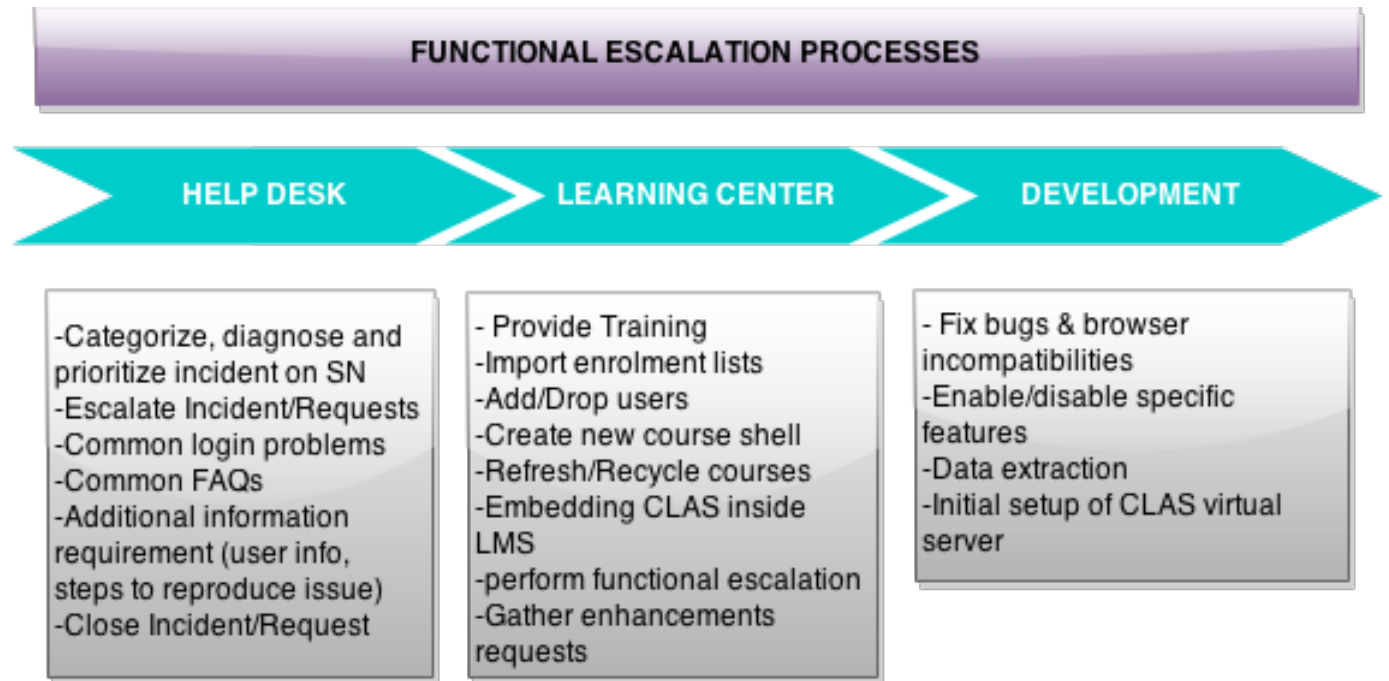 FUNCTIONAL ESCALATION PROCESSES
HELP DESK
LEARNING CENTER
DEVELOPMENT
-Categorize, diagnose and
prioritize incident on SN
-Escalate Incident/Requests
-Common login problems
-Common FAQs
-Additional information
requirement (user info,
steps to reproduce issue)
-Close Incident/Request
- Provide Training
-Import enrolment lists
-Add/Drop users
-Create new course shell
-Refresh/Recycle courses
-Embedding CLAS inside
LMS
-perform functional escalation
-Gather enhancements
requests
- Fix bugs & browser
incompatibilities
-Enable/disable specific
features
-Data extraction
-Initial setup of CLAS virtual
server